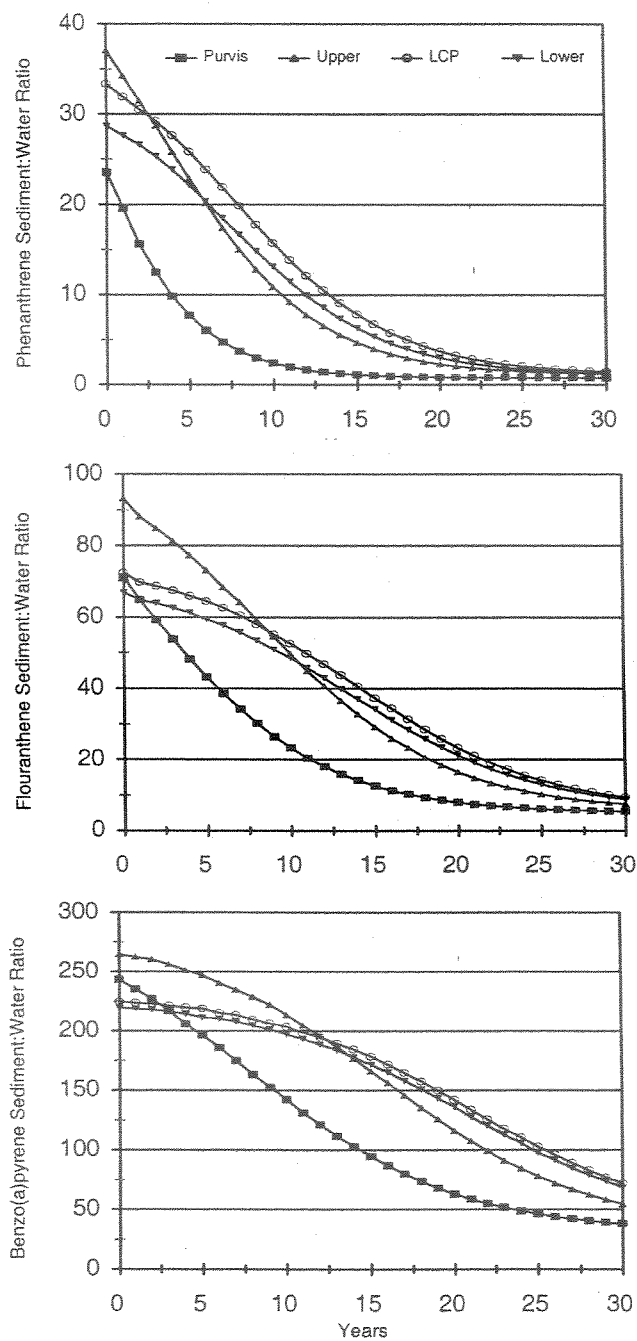 Phenanthrene Sediment:Water Ratio
40
30
20
10
0
Purvis Upper LCP Lower
0 5 10 15 20 25 30
Flouranthene Sediment:Water Ratio
100
80
60
40
20
0
0 5 10 15 20 25 30
Benzo(a)pyrene Sediment:Water Ratio
300
250
200
150
100
50
0
0 5 10 15 20 25 30
Years